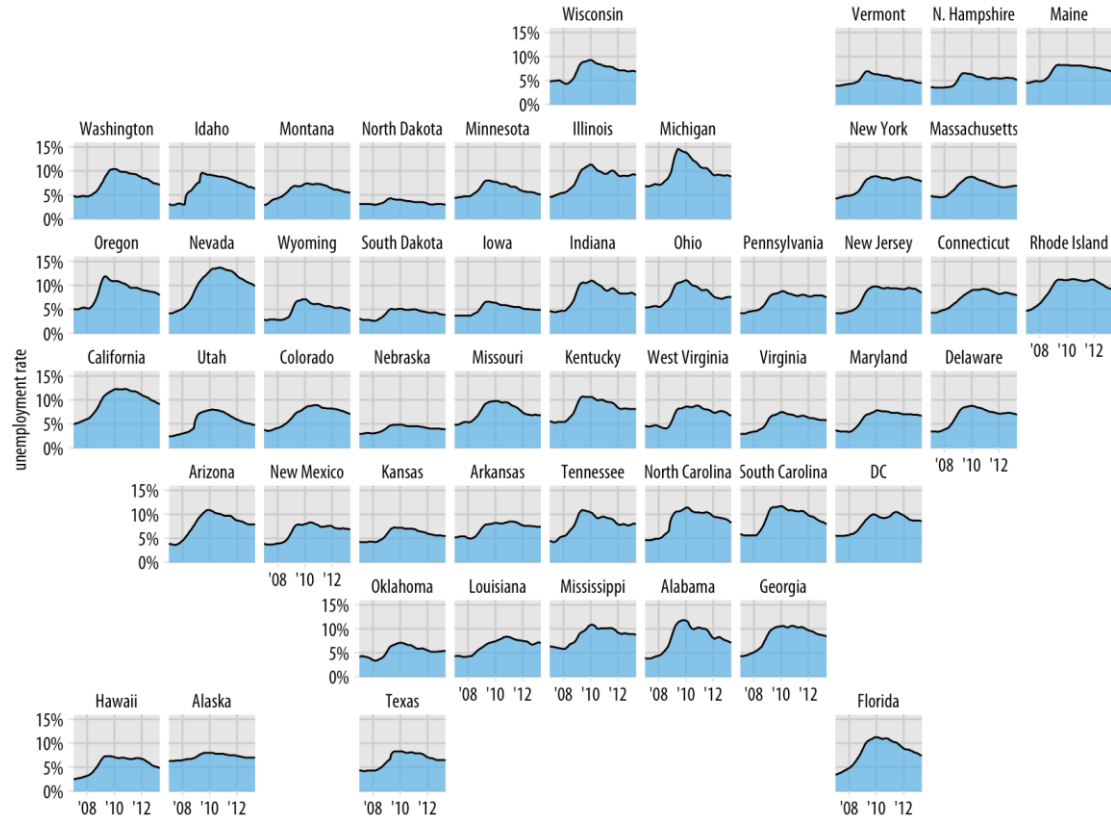 Wisconsin Vermont N. Hampshire Maine
15%
10%
5%
0%
Washington Idaho Montana North Dakota Minnesota Illinois Michigan New York Massachusetts
15%
10%
5%
0%
Oregon Nevada Wyoming South Dakota Iowa Indiana Ohio Pennsylvania New Jersey Connecticut Rhode Island
15%
10%
5%
0%
'08 '10 '12
unemployment rate
California Utah Colorado Nebraska Missouri Kentucky West Virginia Virginia Maryland Delaware
15%
10%
5%
0%
'08 '10 '12
Arizona New Mexico Kansas Arkansas Tennessee North Carolina South Carolina DC
15%
10%
5%
0%
'08 '10 '12
Oklahoma Louisiana Mississippi Alabama Georgia
15%
10%
5%
0%
'08 '10 '12 '08 '10 '12 '08 '10 '12 '08 '10 '12
Hawaii Alaska Texas Florida
15%
10%
5%
0%
'08 '10 '12 '08 '10 '12 '08 '10 '12 '08 '10 '12